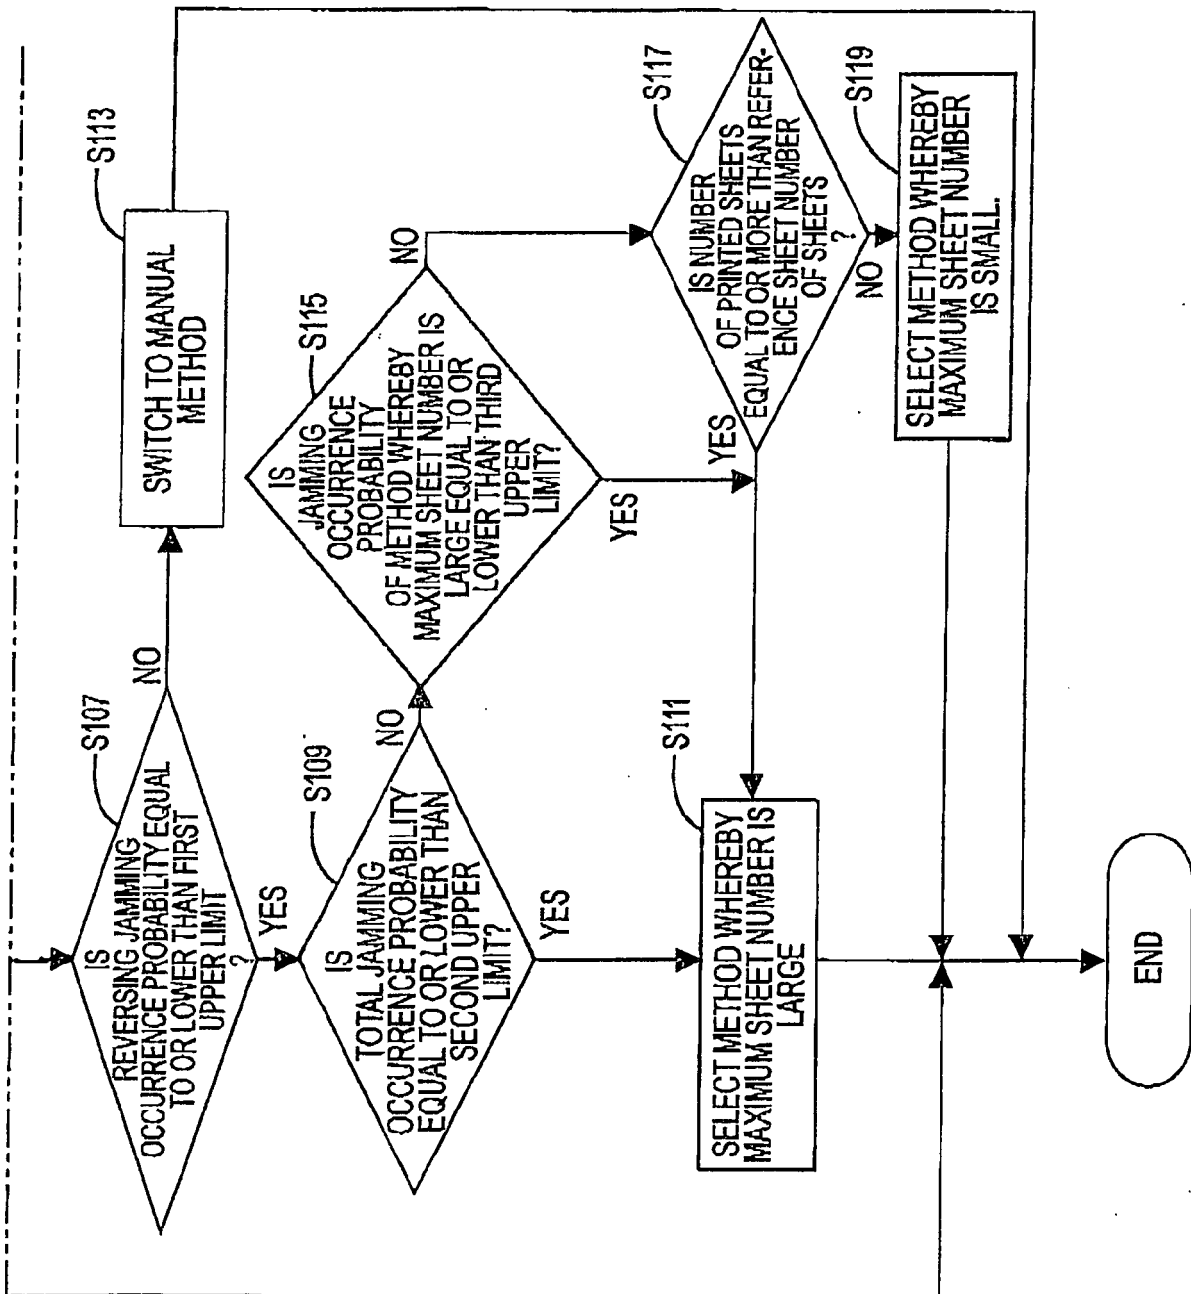 S107
IS
REVERSING JAMMING
OCCURRENCE PROBABILITY EQUAL
TO OR LOWER THAN FIRST
UPPER LIMIT
?
NO
YES
S113
SWITCH TO MANUAL
METHOD
S109
IS
TOTAL JAMMING
OCCURRENCE PROBABILITY
EQUAL TO OR LOWER THAN
SECOND UPPER
LIMIT?
NO
YES
S115
IS
JAMMING
OCCURRENCE
PROBABILITY
OF METHOD WHEREBY
MAXIMUM SHEET NUMBER IS
LARGE EQUAL TO OR
LOWER THAN THIRD
UPPER
LIMIT?
NO
YES
S117
IS NUMBER
OF PRINTED SHEETS
EQUAL TO OR MORE THAN REFER-
ENCE SHEET NUMBER
OF SHEETS
?
YES
NO
S111
SELECT METHOD WHEREBY
MAXIMUM SHEET NUMBER IS
LARGE
S119
SELECT METHOD WHEREBY
MAXIMUM SHEET NUMBER
IS SMALL.
END